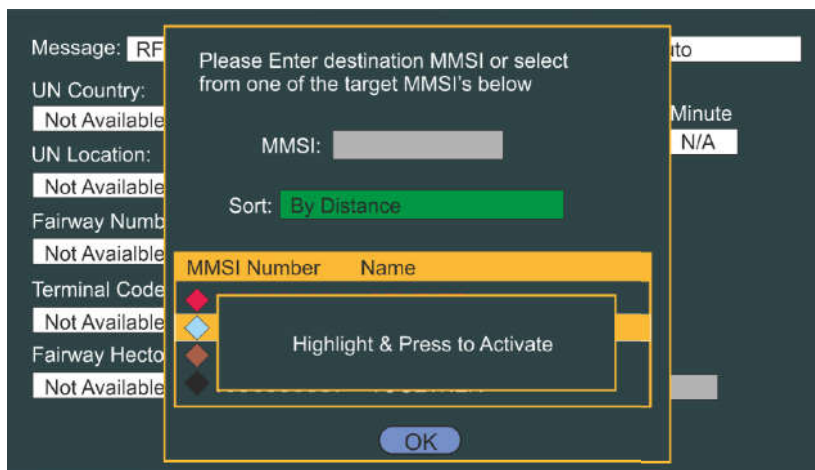 Message: RF
UN Country:
Not Available
UN Location:
Not Available
Fairway Numb
Not Avaialble
Terminal Code
Not Available
Fairway Hecto
Not Available
Please Enter destination MMSI or select
from one of the target MMSI's below
MMSI:
Sort: By Distance
MMSI Number Name
Highlight & Press to Activate
OK
uto
Minute
N/A